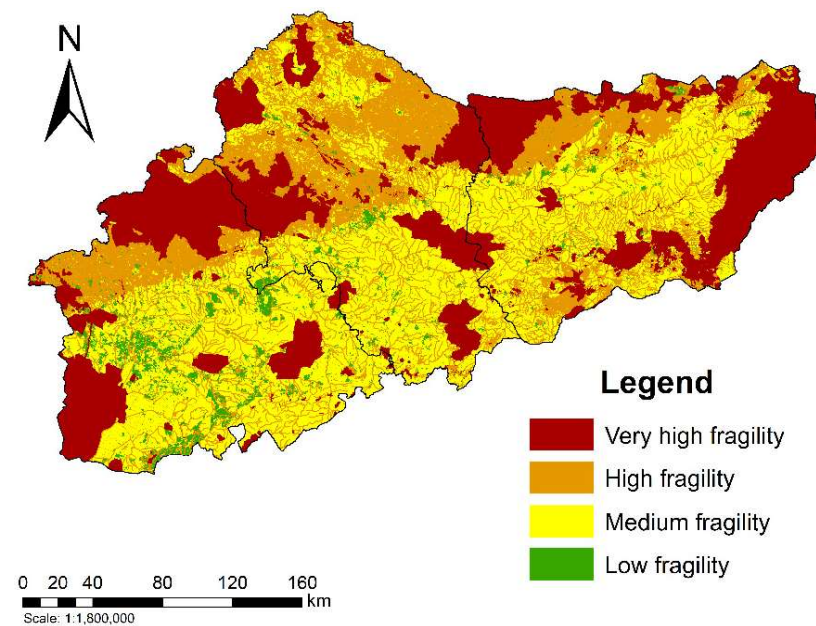 N
Legend
Very high fragility
High fragility
Medium fragility
Low fragility
0 20 40 80 120 160
km
Scale: 1:1,800,000